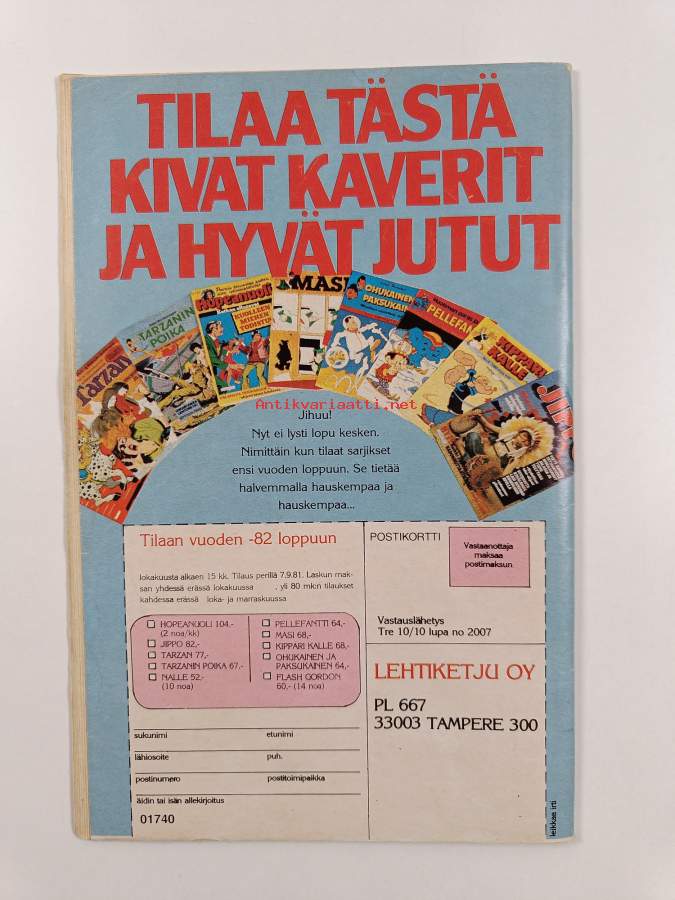 TILAA TÄSTÄ
KIVAT KAVERIT
JA HYVÄT JUTUT
Tarzan
TARZANIN
POIKA
Hopeanuoli
KUOLLEEN
MIEHEN
TODISTUS
MASI
OHUKAINEN
PAKSUKAINEN
PELLEFANTTI
KIPPARI
KALLE
JIPPO
Antikvariaatti.net
Jihuu!
Nyt ei lysti lopu kesken.
Nimittäin kun tilaat sarjikset
ensi vuoden loppuun. Se tietää
halvemmalla hauskempaa ja
hauskempaa...
Tilaan vuoden -82 loppuun
lokakuusta alkaen 15 kk. Tilaus perillä 7.9.81. Laskun mak-
san yhdessä erässä lokakuussa . yli 80 mk:n tilaukset
kahdessa erässä loka- ja marraskuussa
HOPEANUOLI 104,-
(2 noa/kk)
JIPPO 82,-
TARZAN 77,-
TARZANIN POIKA 67,-
NALLE 52,-
(10 noa)
PELLEFANTTI 64,-
MASI 68,-
KIPPARI KALLE 68,-
OHUKAINEN JA
PAKSUKAINEN 64,-
FLASH GORDON
60,- (14 noa)
sukunimi etunimi
lähiosoite puh.
postinumero postitoimipaikka
äidin tai isän allekirjoitus
01740
POSTIKORTTI
Vastaanottaja
maksaa
postimaksun
Vastauslähetys
Tre 10/10 lupa no 2007
LEHTIKETJU OY
PL 667
33003 TAMPERE 300
leikkaa irti